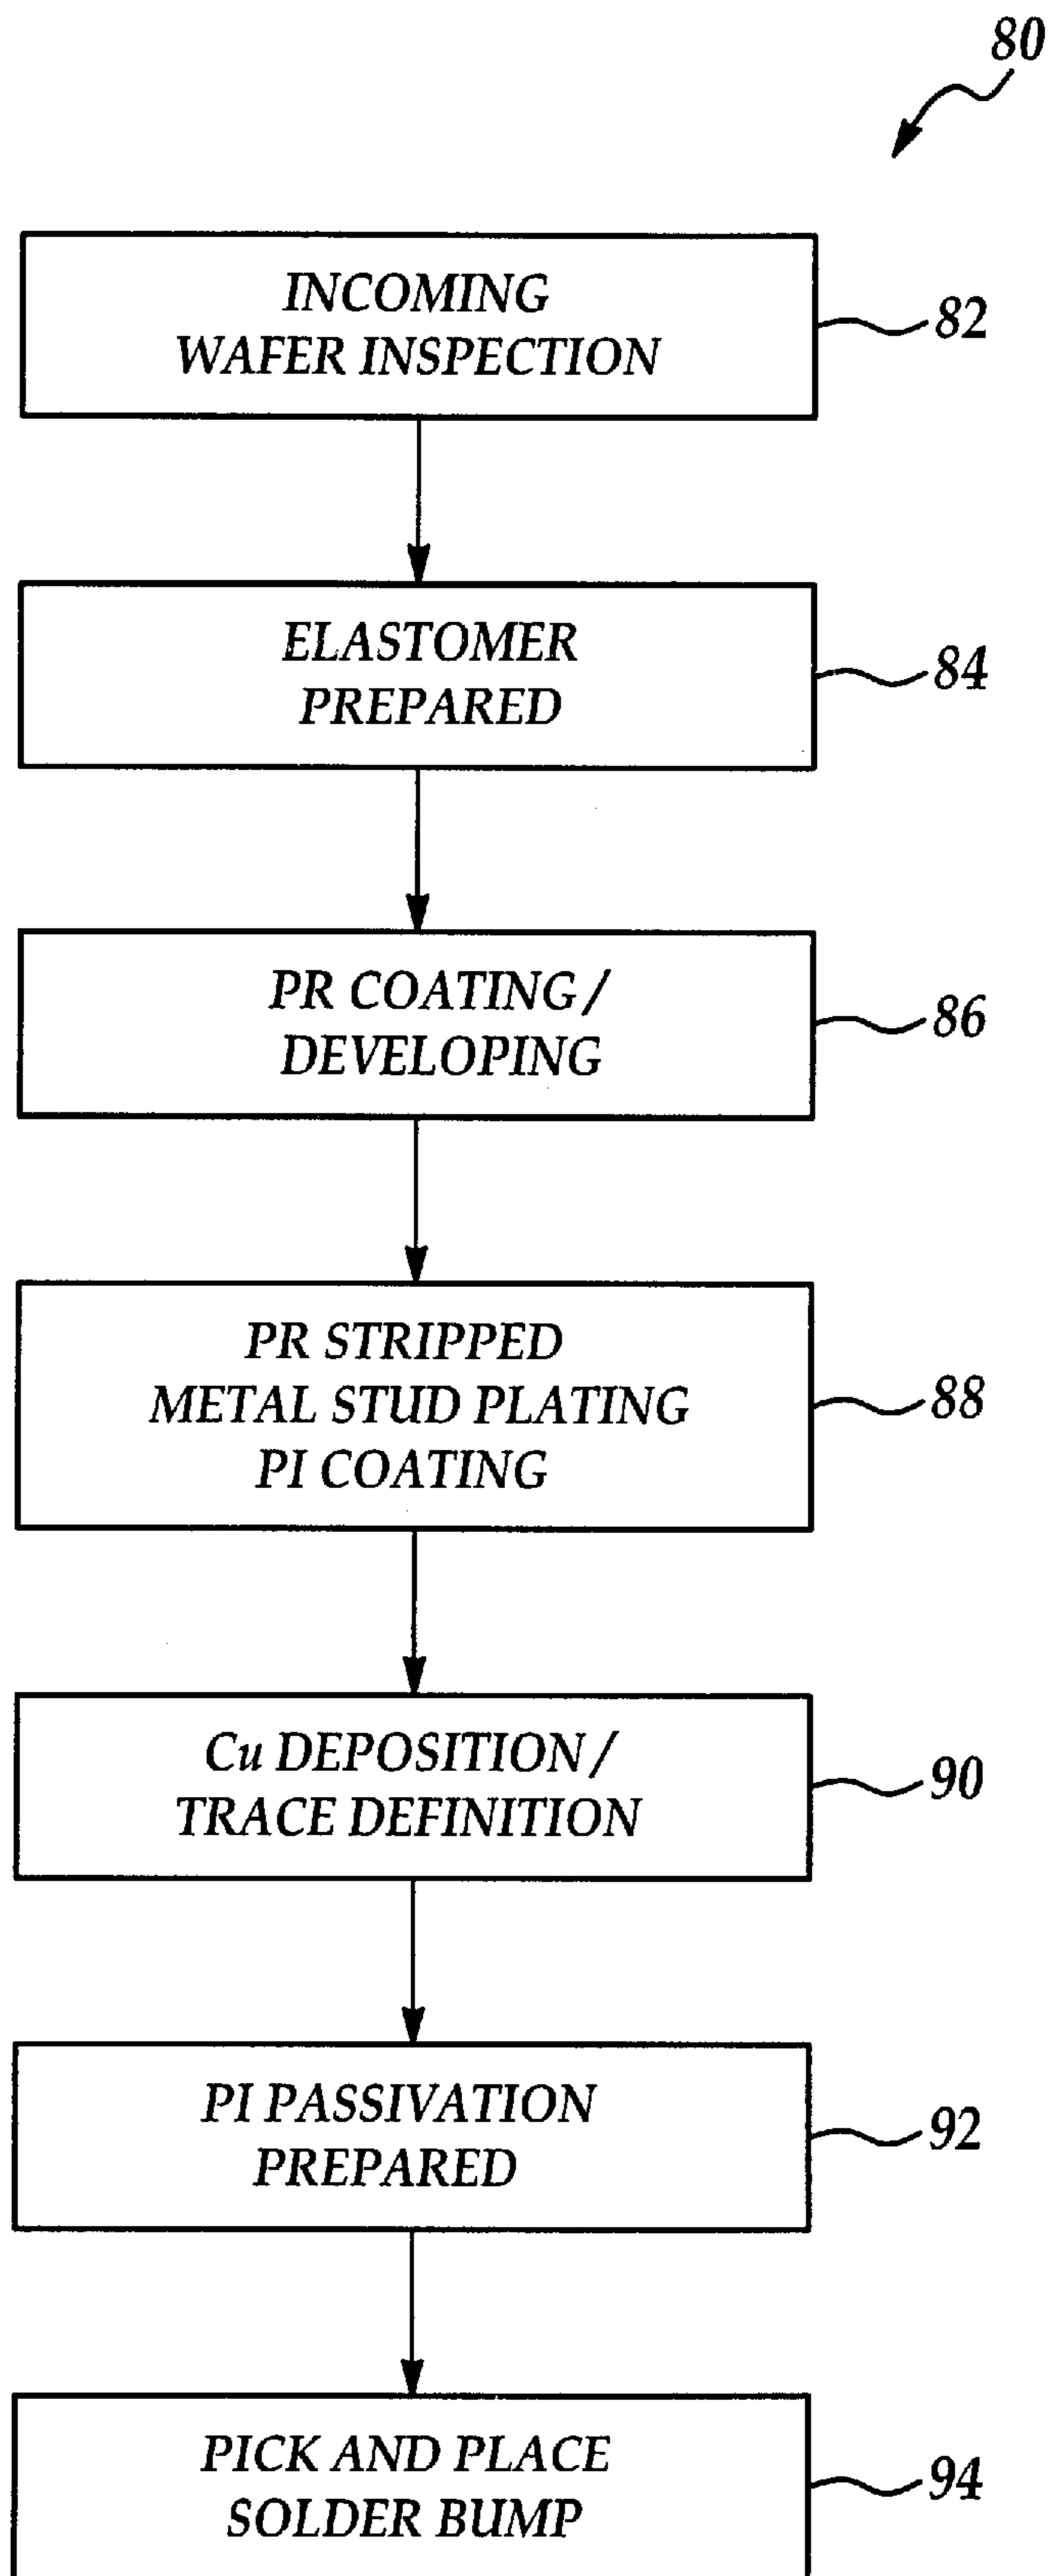 80
INCOMING
WAFER INSPECTION
82
ELASTOMER
PREPARED
84
PR COATING/
DEVELOPING
86
PR STRIPPED
METAL STUD PLATING
PI COATING
88
Cu DEPOSITION/
TRACE DEFINITION
90
PI PASSIVATION
PREPARED
92
PICK AND PLACE
SOLDER BUMP
94